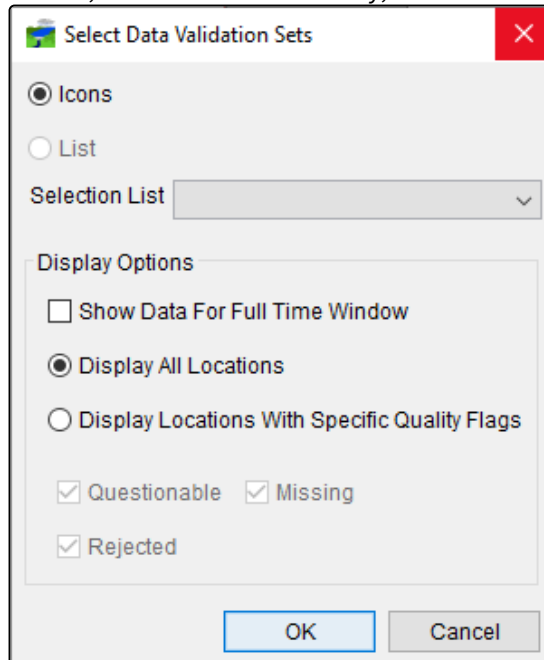 Select Data Validation Sets
Icons
List
Selection List
Display Options
Show Data For Full Time Window
Display All Locations
Display Locations With Specific Quality Flags
Questionable Missing
Rejected
OK Cancel